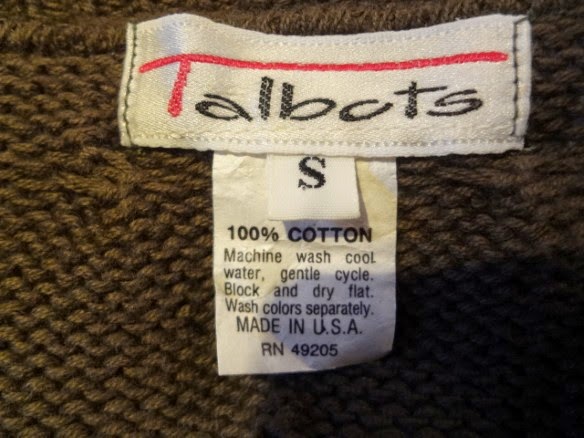 Talbots
S
100% COTTON
Machine wash cool
water, gentle cycle.
Block and dry flat.
Wash colors separately.
MADE IN U.S.A.
RN 49205